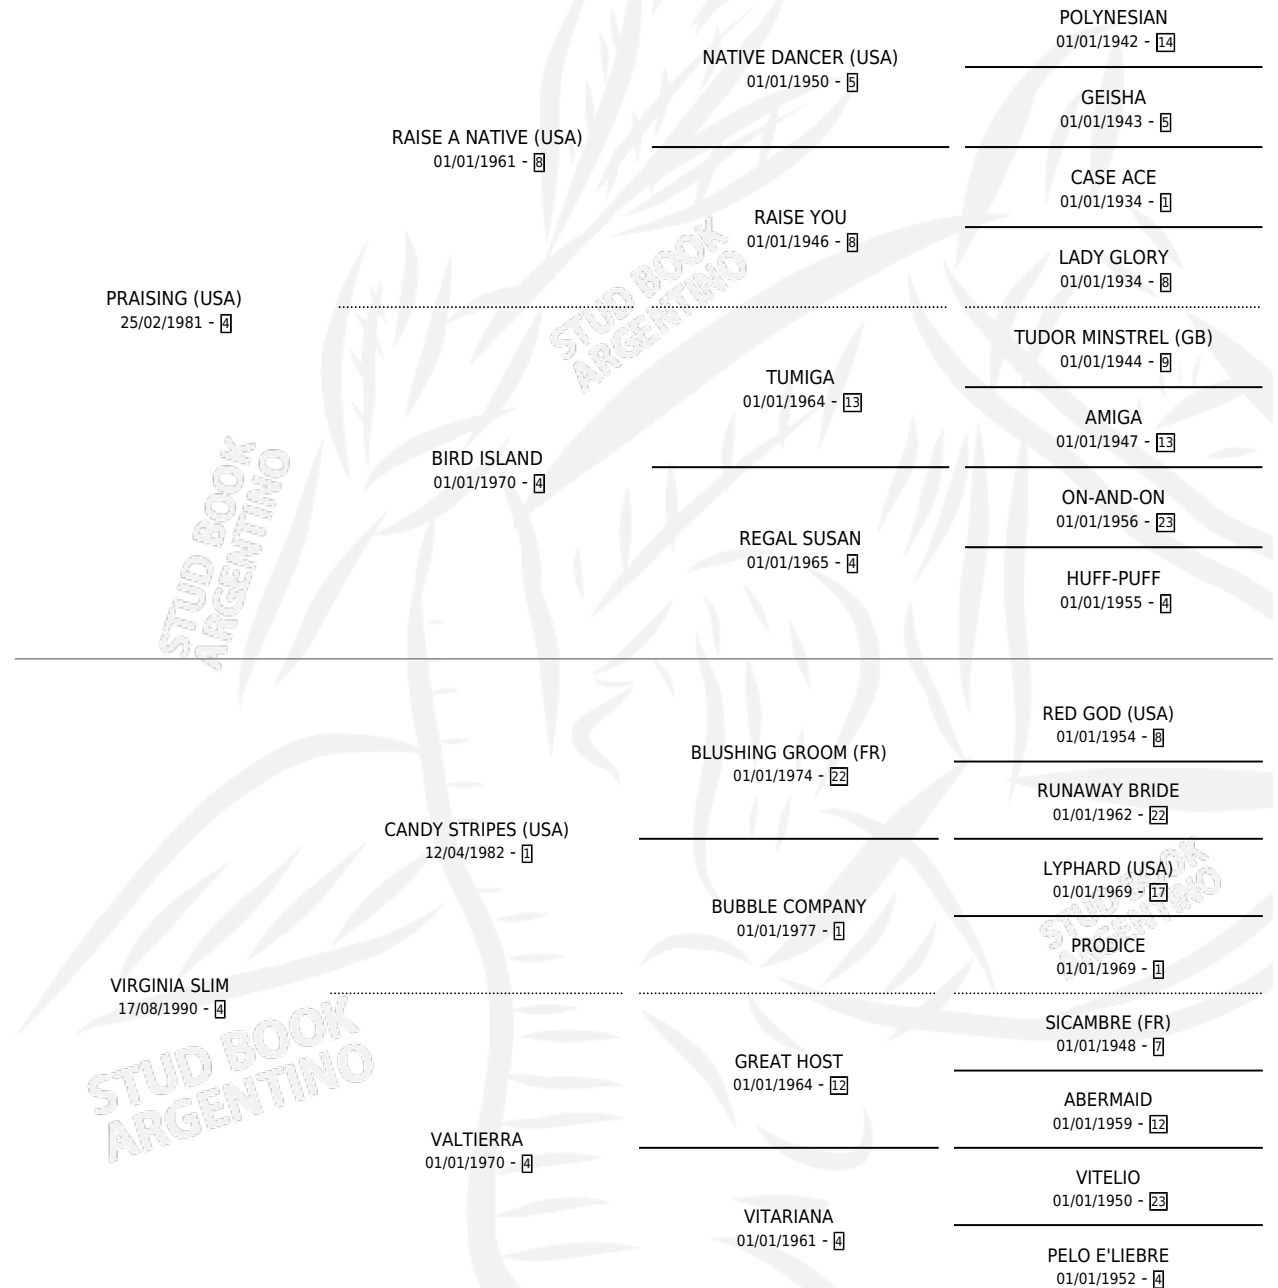 POLYNESIAN
01/01/1942 - 14
NATIVE DANCER (USA)
01/01/1950 - 5
GEISHA
01/01/1943 - 5
RAISE A NATIVE (USA)
01/01/1961 - 8
CASE ACE
01/01/1934 - 1
RAISE YOU
01/01/1946 - 8
LADY GLORY
01/01/1934 - 8
PRAISING (USA)
25/02/1981 - 4
STUD BOOK
ARGENTINO
TUDOR MINSTREL (GB)
01/01/1944 - 9
TUMIGA
01/01/1964 - 13
AMIGA
01/01/1947 - 13
BIRD ISLAND
01/01/1970 - 4
ON-AND-ON
01/01/1956 - 23
REGAL SUSAN
01/01/1965 - 4
HUFF-PUFF
01/01/1955 - 4
STUD BOOK
ARGENTINO
RED GOD (USA)
01/01/1954 - 8
BLUSHING GROOM (FR)
01/01/1974 - 22
RUNAWAY BRIDE
01/01/1962 - 22
CANDY STRIPES (USA)
12/04/1982 - 1
LYPHARD (USA)
01/01/1969 - 17
BUBBLE COMPANY
01/01/1977 - 1
STUD BOOK
ARGENTINO
PRODICE
01/01/1969 - 1
VIRGINIA SLIM
17/08/1990 - 4
SICAMBRE (FR)
01/01/1948 - 7
GREAT HOST
01/01/1964 - 12
STUD BOOK
ARGENTINO
ABERMAID
01/01/1959 - 12
VALTIERRA
01/01/1970 - 4
VITELIO
01/01/1950 - 23
VITARIANA
01/01/1961 - 4
PELO E'LIEBRE
01/01/1952 - 4